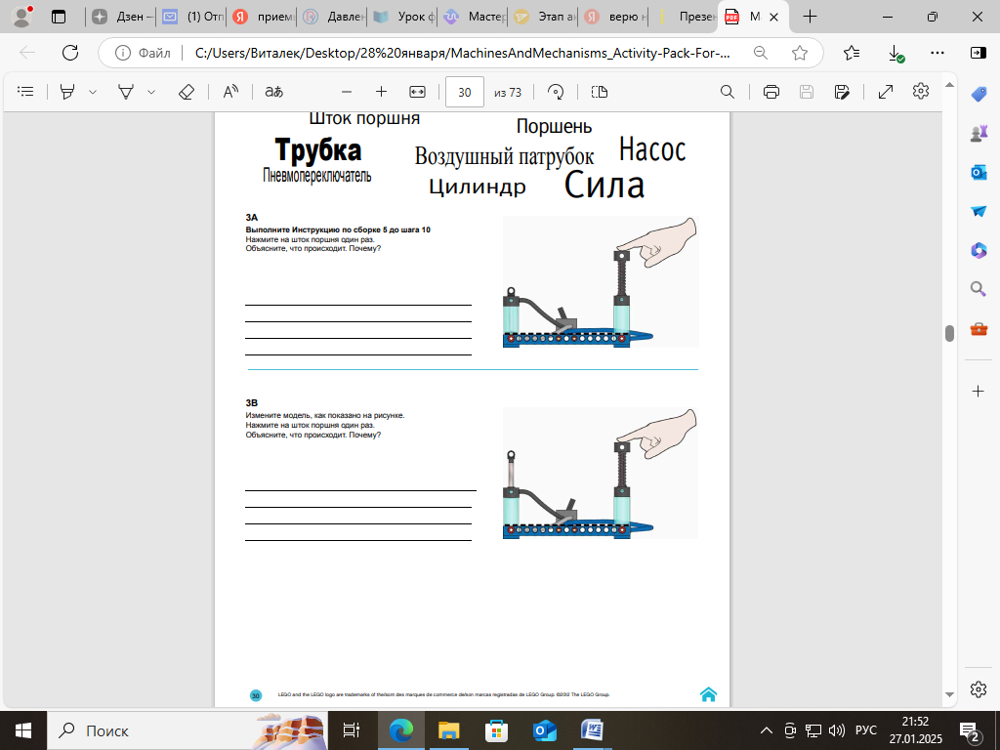 Дзен —
(1) Отп
прием
Давлен
Урок ф
Мастер
Этап ак
верю н
Презен
М
Файл
C:/Users/Виталек/Desktop/28%20января/MachinesAndMechanisms_Activity-Pack-For-...
30
из 73
Шток поршня
Поршень
Трубка
Воздушный патрубок
Насос
Пневмопереключатель
Цилиндр
Сила
3A
Выполните Инструкцию по сборке 5 до шага 10
Нажмите на шток поршня один раз.
Объясните, что происходит. Почему?
3B
Измените модель, как показано на рисунке.
Нажмите на шток поршня один раз.
Объясните, что происходит. Почему?
30
LEGO and the LEGO logo are trademarks of the/sont des marques de commerce de/son marcas registradas de LEGO Group. ©2012 The LEGO Group.
Поиск
РУС
21:52
27.01.2025
2